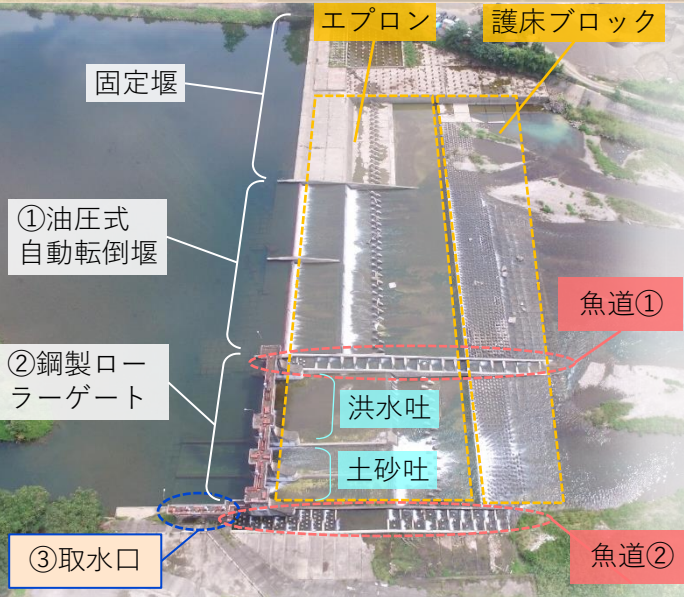 エプロン
護床ブロック
固定堰
①油圧式
自動転倒堰
魚道①
②鋼製ロー
ラーゲート
洪水吐
土砂吐
③取水口
魚道②